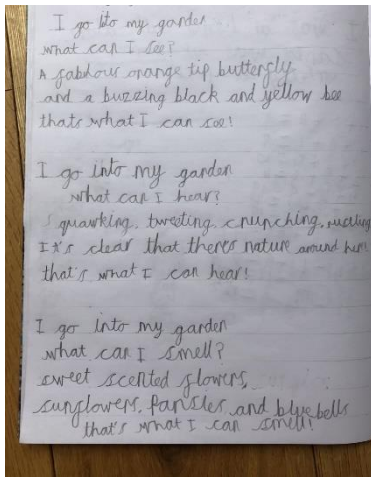 I go into my garden
what can I see?
A fabhour orange tip butterfly
and a buzzing black and yellow bee
thats what I can see!
I go into my garden
what can I hear?
Squawking, tweeting, crunching, rustling
It's clear that there's nature around here!
that's what I can hear!
I go into my garden
what can I smell?
sweet scented flowers,
sunflowers, Pansies, and bluebells
that's what I can smell!